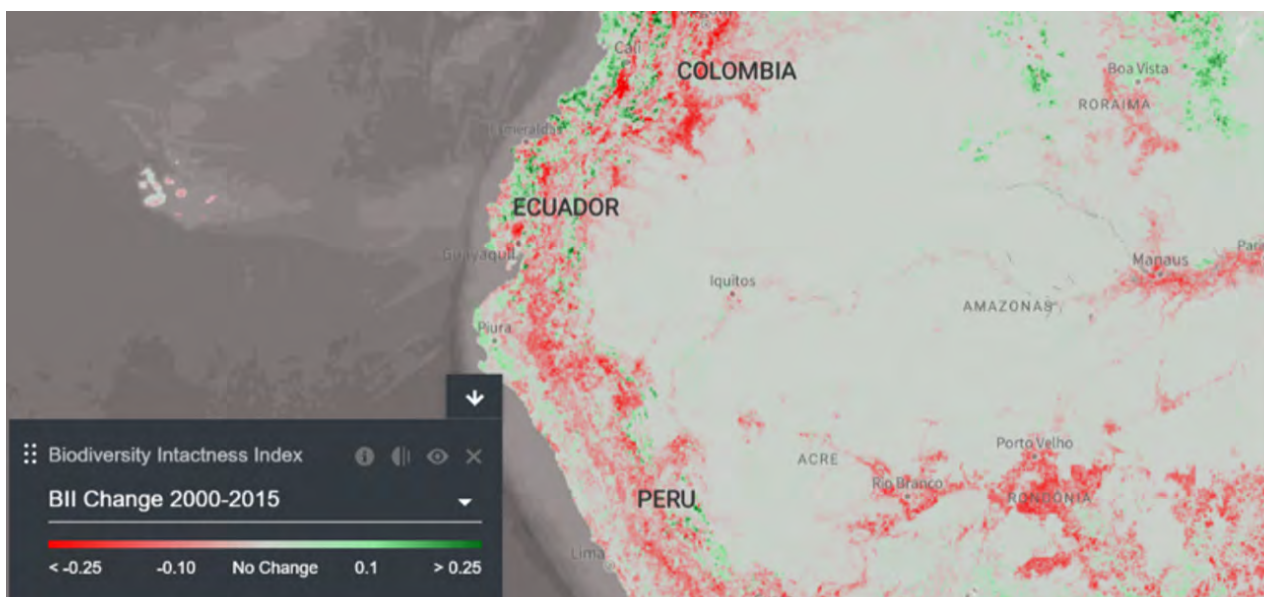 Cali
COLOMBIA
Boa Vista
RORAIMA
Esmeraldas
ECUADOR
Guayaquil
Manaus
Iquitos
AMAZONAS
Piura
Porto Velho
ACRE
Rio Branco
RONDÔNIA
PERU
Lima
Biodiversity Intactness Index
BII Change 2000-2015
< -0.25 -0.10 No Change 0.1 > 0.25